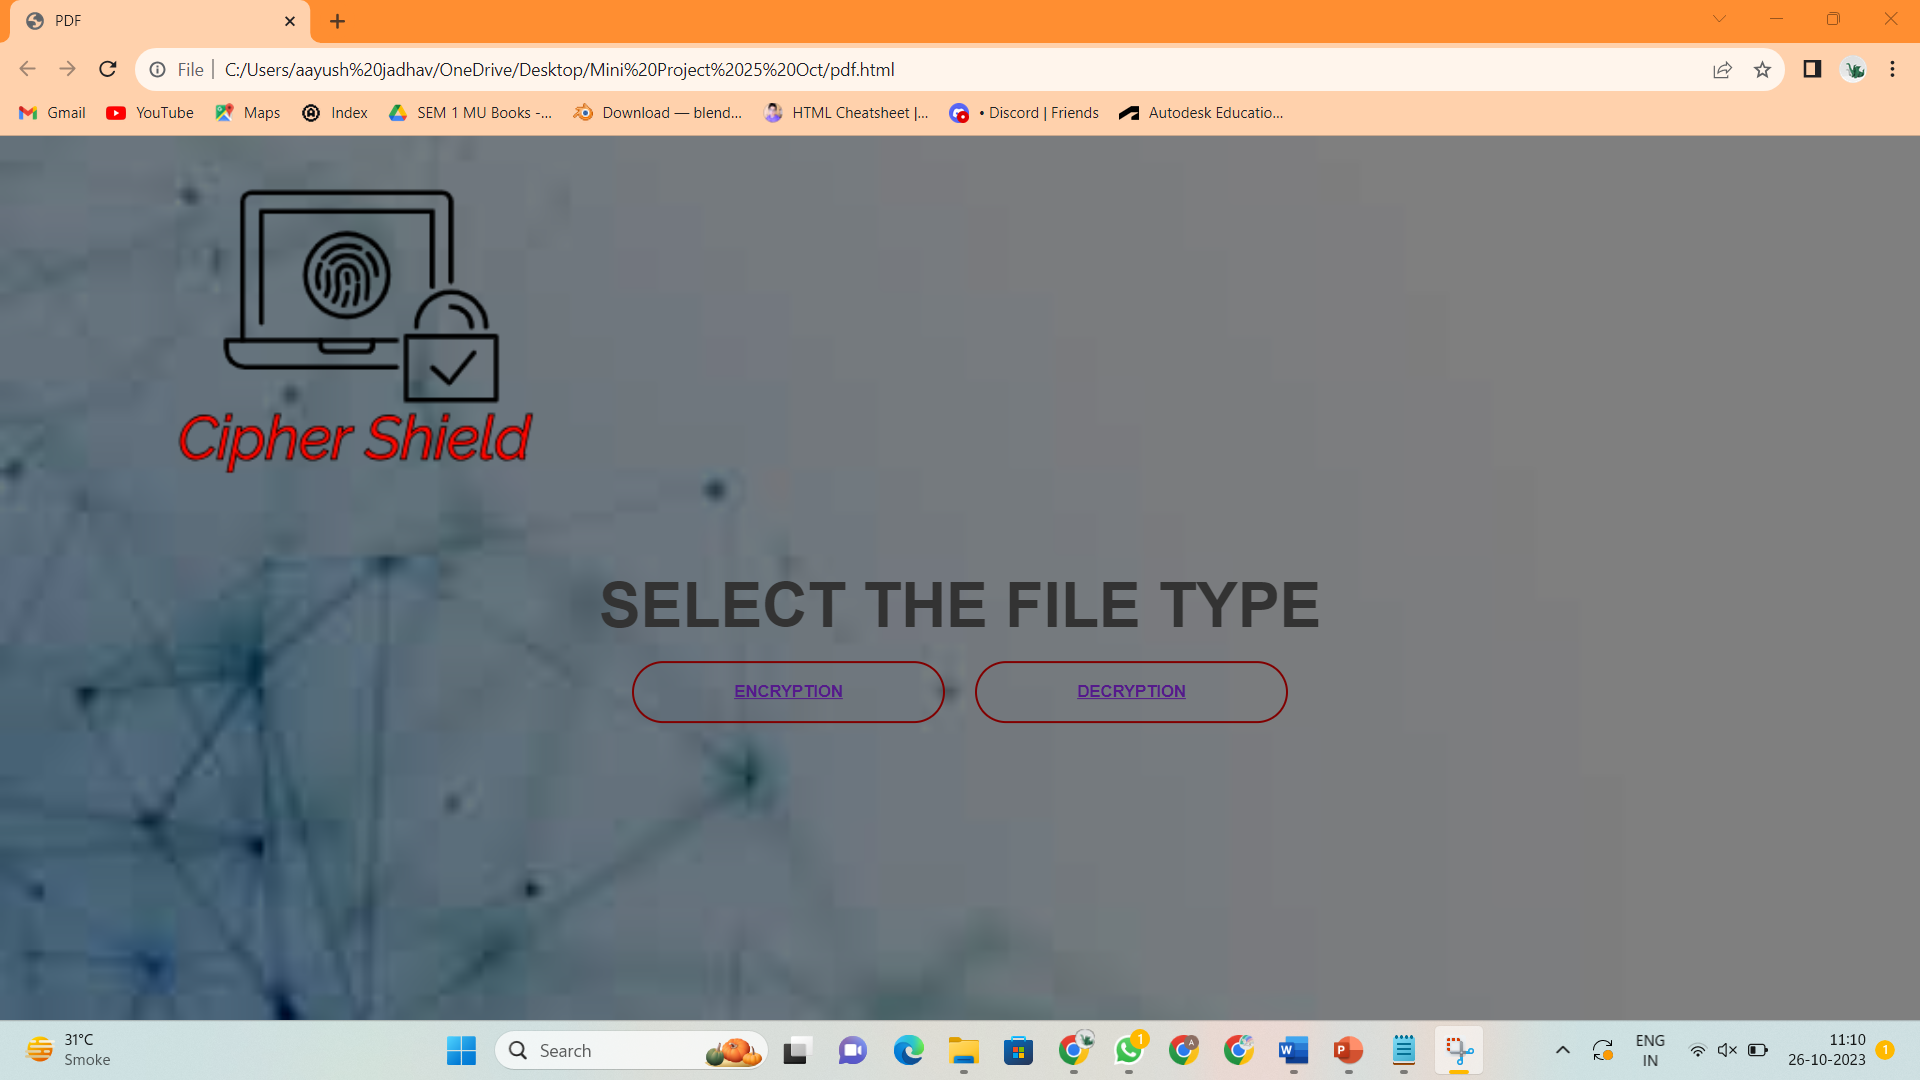 PDF
File
C:/Users/aayush%20jadhav/OneDrive/Desktop/Mini%20Project%2025%20Oct/pdf.html
Gmail
YouTube
Maps
Index
SEM 1 MU Books -...
Download — blend...
HTML Cheatsheet |...
• Discord | Friends
Autodesk Educatio...
Cipher Shield
SELECT THE FILE TYPE
ENCRYPTION
DECRYPTION
31°C
Smoke
Search
1
A
W
P
ENG
IN
11:10
26-10-2023
1